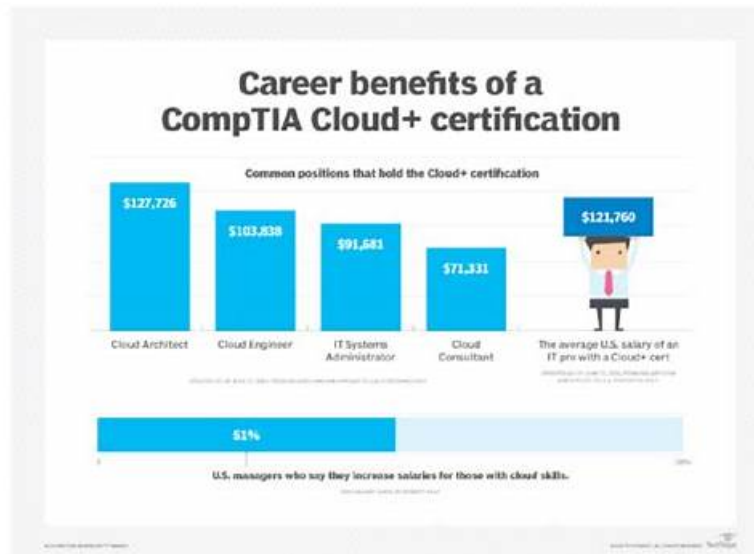 Career benefits of a
CompTIA Cloud+ certification
Common positions that hold the Cloud+ certification
$127,726
$103,838
$91,681
$71,331
$121,760
Cloud Architect
Cloud Engineer
IT Systems
Administrator
Cloud
Consultant
The average U.S. salary of an
IT pro with a Cloud+ cert
51%
U.S. managers who say they increase salaries for those with cloud skills.